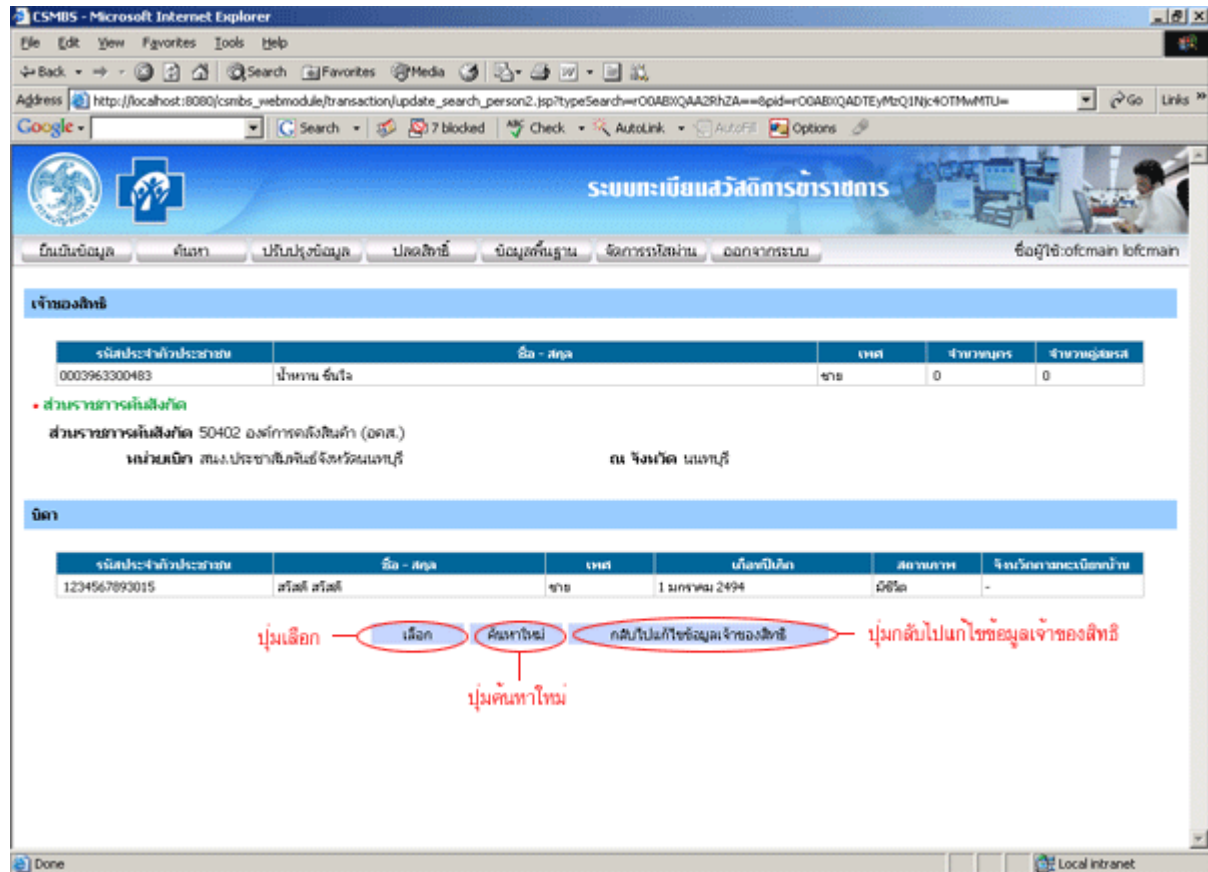 CSMBS - Microsoft Internet Explorer
File Edit View Favorites Tools Help
Back Search Favorites Media
Address http://localhost:8080/csmbs_webmodule/transaction/update_search_person2.jsp?typeSearch=rO0ABXQAA2RhZA==&pid=rO0ABXQADTEyMzQ1Njc4OTMwMTU= Go Links »
Google Search 17 blocked Check AutoLink AutoFill Options
ระบบทะเบียนสวัสดิการข้าราชการ
ยืนยันข้อมูล ค้นหา ปรับปรุงข้อมูล ปลดสิทธิ์ ข้อมูลพื้นฐาน จัดการรหัสผ่าน ออกจากระบบ ชื่อผู้ใช้:ofcmain lofcmain
เจ้าของสิทธิ
รหัสประจำตัวประชาชน ชื่อ - สกุล เพศ จำนวนบุตร จำนวนคู่สมรส
0003963300483 น้ำหวาน ชื่นใจ ชาย 0 0
• ส่วนราชการต้นสังกัด
ส่วนราชการต้นสังกัด 50402 องค์การคลังสินค้า (อคส.)
หน่วยเบิก สนง.ประชาสัมพันธ์จังหวัดนนทบุรี ณ จังหวัด นนทบุรี
บิดา
รหัสประจำตัวประชาชน ชื่อ - สกุล เพศ เดือนปีเกิด สถานภาพ จังหวัดตามทะเบียนบ้าน
1234567893015 สวัสดี สวัสดี ชาย 1 มกราคม 2494 มีชีวิต -
ปุ่มเลือก เลือก ค้นหาใหม่ กลับไปแก้ไขข้อมูลเจ้าของสิทธิ ปุ่มกลับไปแก้ไขข้อมูลเจ้าของสิทธิ
ปุ่มค้นหาใหม่
Done Local intranet